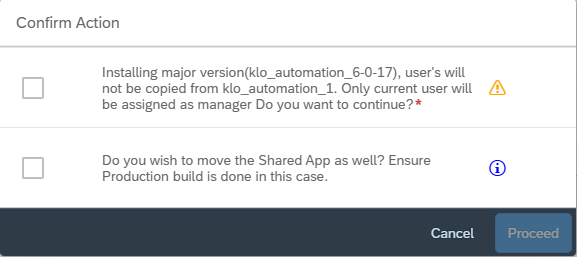 Confirm Action
Installing major version(klo_automation_6-0-17), user's will
not be copied from klo_automation_1. Only current user will
be assigned as manager Do you want to continue?*
Do you wish to move the Shared App as well? Ensure
Production build is done in this case.
Cancel Proceed